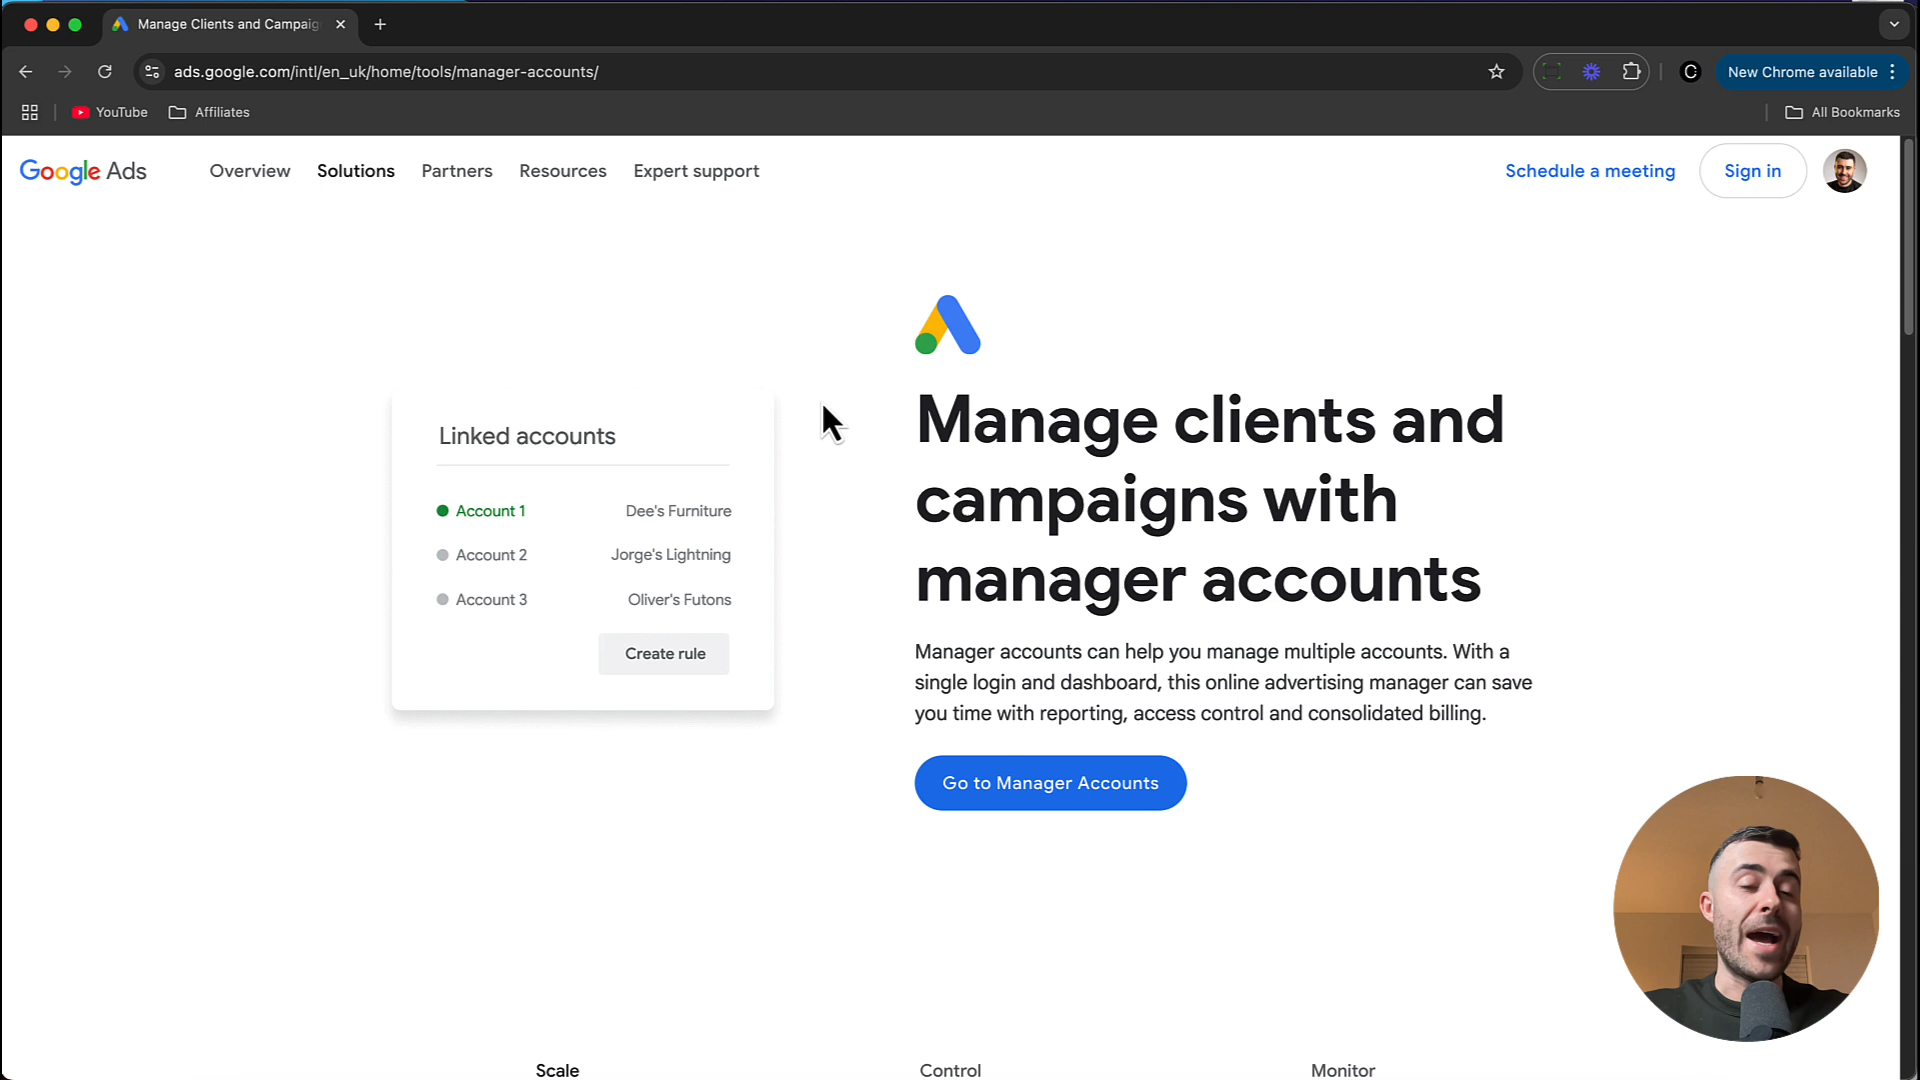 Manage Clients and Campaig
ads.google.com/intl/en_uk/home/tools/manager-accounts/
New Chrome available
YouTube
Affiliates
All Bookmarks
Google Ads
Overview
Solutions
Partners
Resources
Expert support
Schedule a meeting
Sign in
Linked accounts
Account 1 Dee's Furniture
Account 2 Jorge's Lightning
Account 3 Oliver's Futons
Create rule
Manage clients and
campaigns with
manager accounts
Manager accounts can help you manage multiple accounts. With a
single login and dashboard, this online advertising manager can save
you time with reporting, access control and consolidated billing.
Go to Manager Accounts
Scale
Control
Monitor